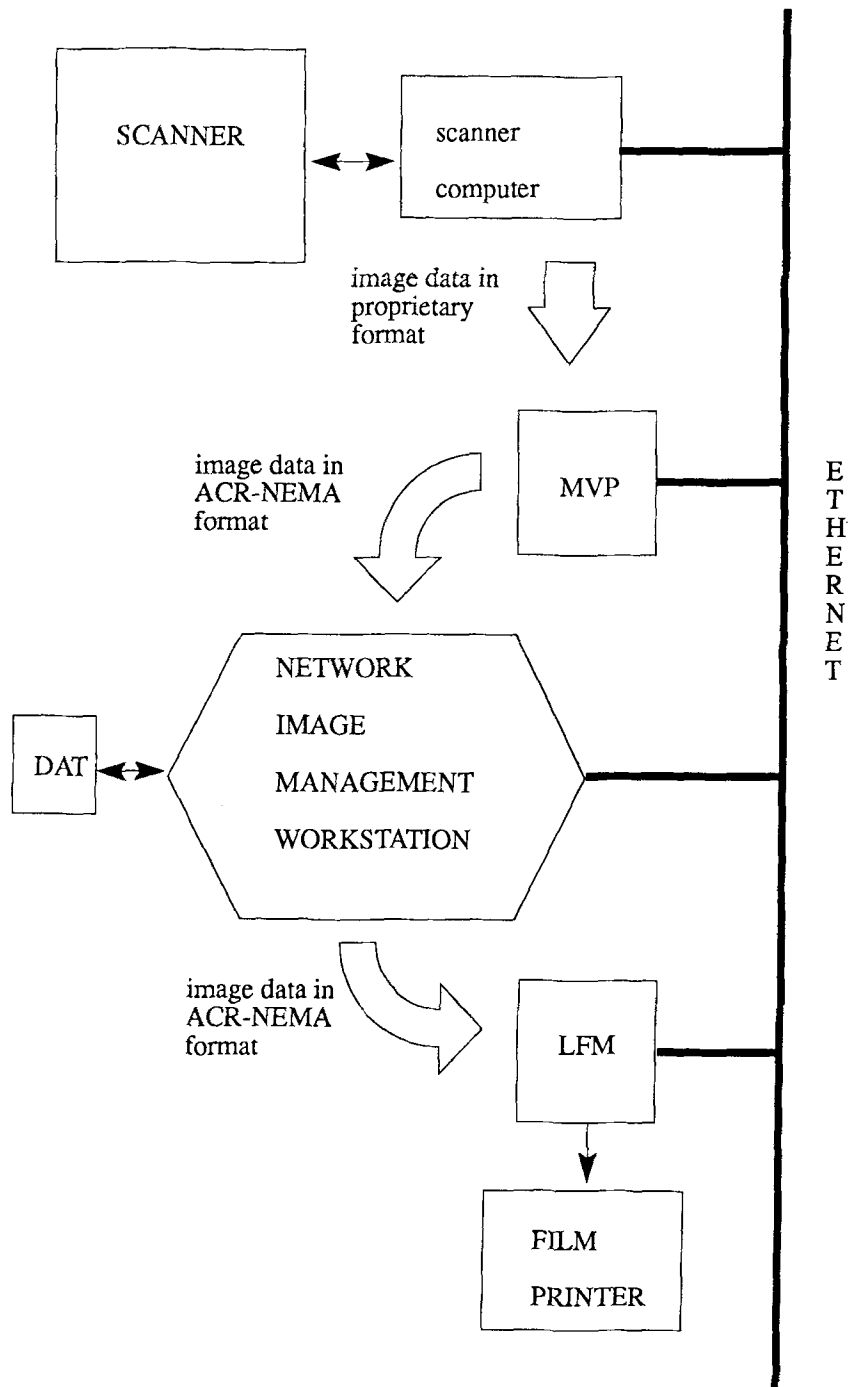 SCANNER
scanner
computer
image data in
proprietary
format
MVP
image data in
ACR-NEMA
format
E
T
H
E
R
N
E
T
NETWORK
IMAGE
MANAGEMENT
WORKSTATION
DAT
image data in
ACR-NEMA
format
LFM
FILM
PRINTER